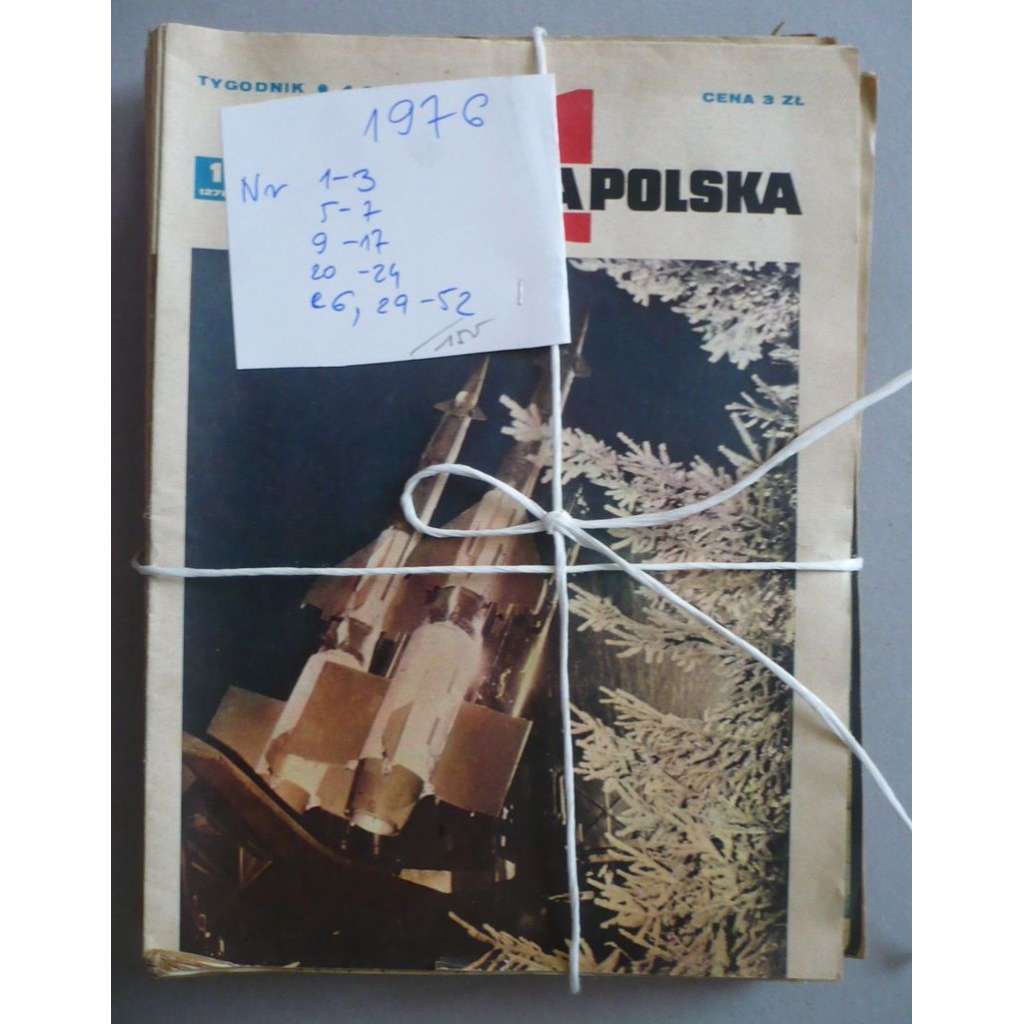 TYGODNIK
CENA 3 ZŁ
1976
Nr 1-3
5-7
9-17
20-24
26, 29-52
1
POLSKA